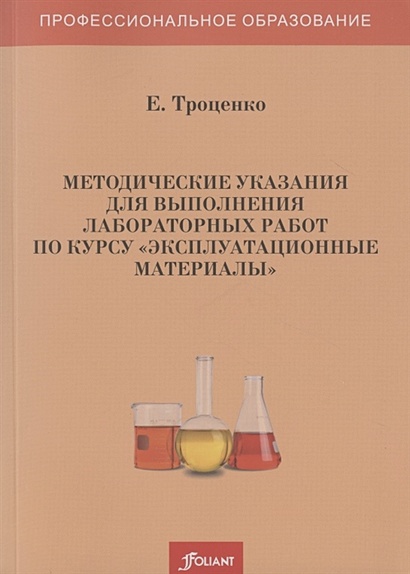 ПРОФЕССИОНАЛЬНОЕ ОБРАЗОВАНИЕ
Е. Троценко
МЕТОДИЧЕСКИЕ УКАЗАНИЯ
ДЛЯ ВЫПОЛНЕНИЯ
ЛАБОРАТОРНЫХ РАБОТ
ПО КУРСУ «ЭКСПЛУАТАЦИОННЫЕ
МАТЕРИАЛЫ»
FOLIANT